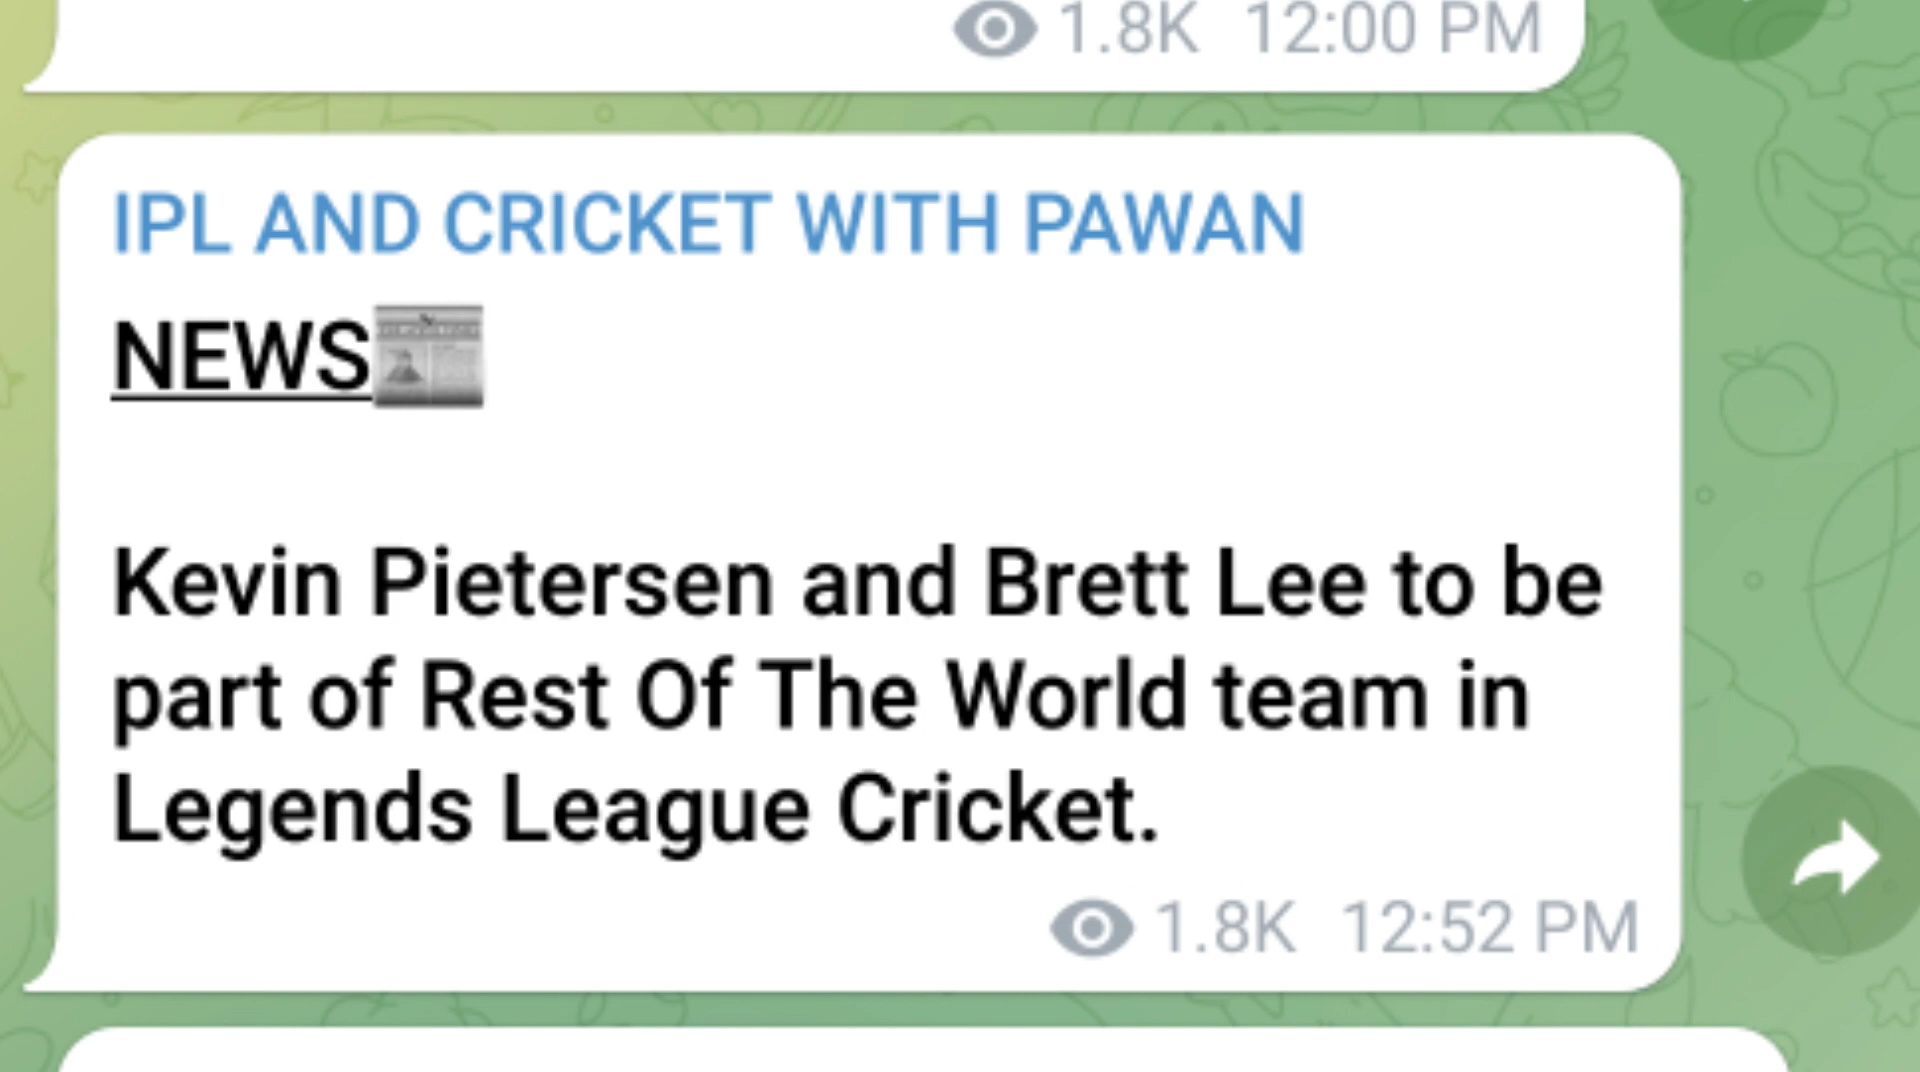 1.8K 12:00 PM
IPL AND CRICKET WITH PAWAN
NEWS📰
Kevin Pietersen and Brett Lee to be
part of Rest Of The World team in
Legends League Cricket.
1.8K 12:52 PM